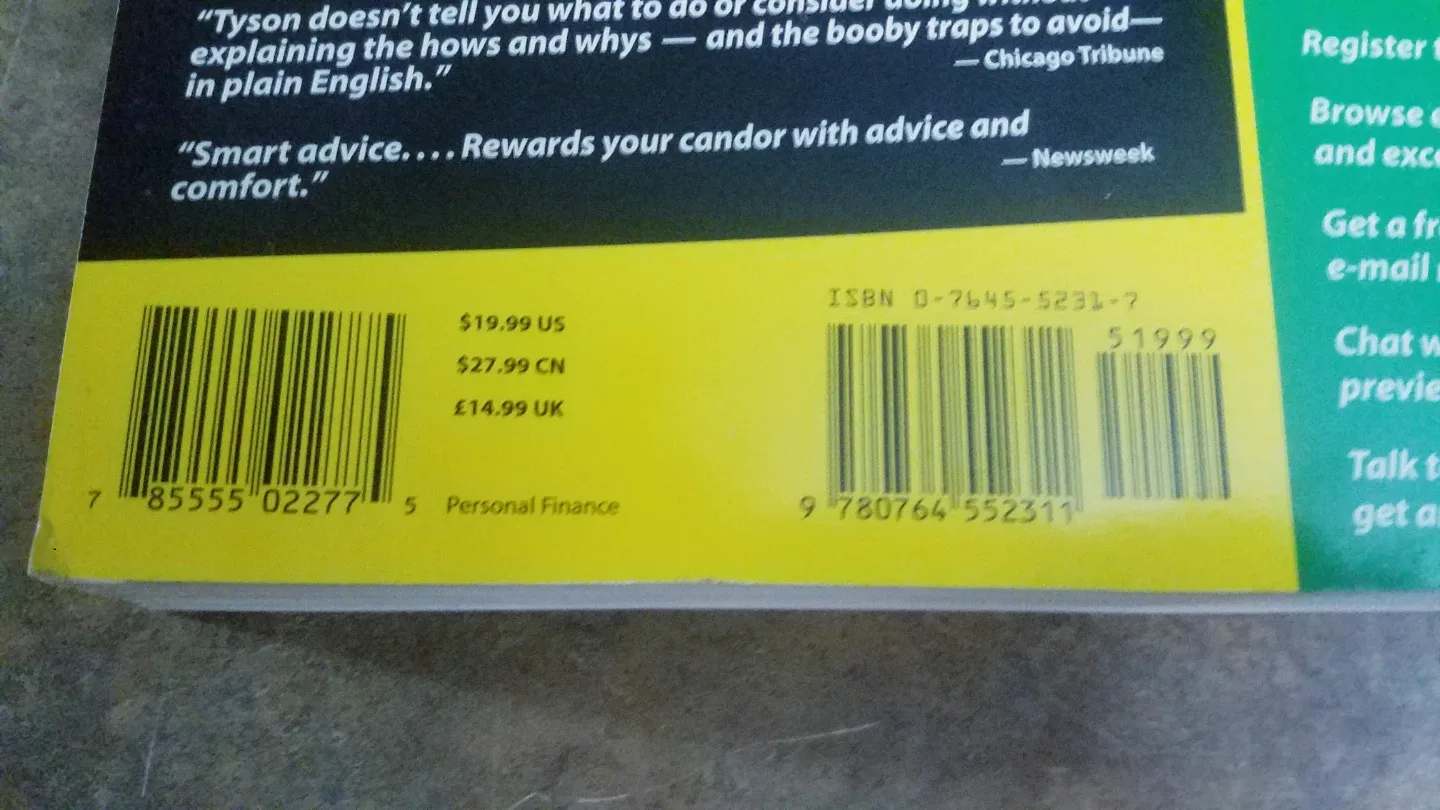 “Tyson doesn’t tell you what to do or consider doing without
explaining the hows and whys — and the booby traps to avoid—
in plain English.”
— Chicago Tribune
“Smart advice.... Rewards your candor with advice and
comfort.”
— Newsweek
$19.99 US
$27.99 CN
£14.99 UK
7 85555 02277 5
Personal Finance
ISBN 0-7645-5231-7
51999
9 780764 552311
Register
Browse
and
Get a
e-mail
Chat
Talk
get